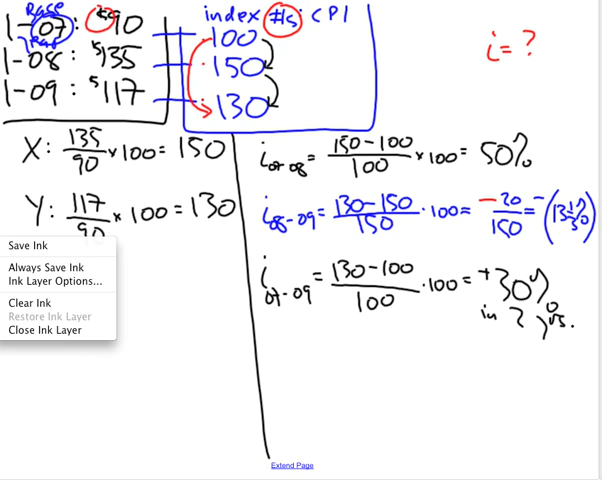 Base
1-07: $90
1-08: $135
1-09: $117
index #s: CPI
100
150
130
i = ?
X: 135/90 × 100 = 150
Y: 117/90 × 100 = 130
i 07-08 = 150-100/100 × 100 = 50%
i 08-09 = 130-150/150 · 100 = -20/150 = -(13 1/3 %)
i 07-09 = 130-100/100 · 100 = +30%
in 2 yrs.
Save Ink
Always Save Ink
Ink Layer Options...
Clear Ink
Restore Ink Layer
Close Ink Layer
Extend Page